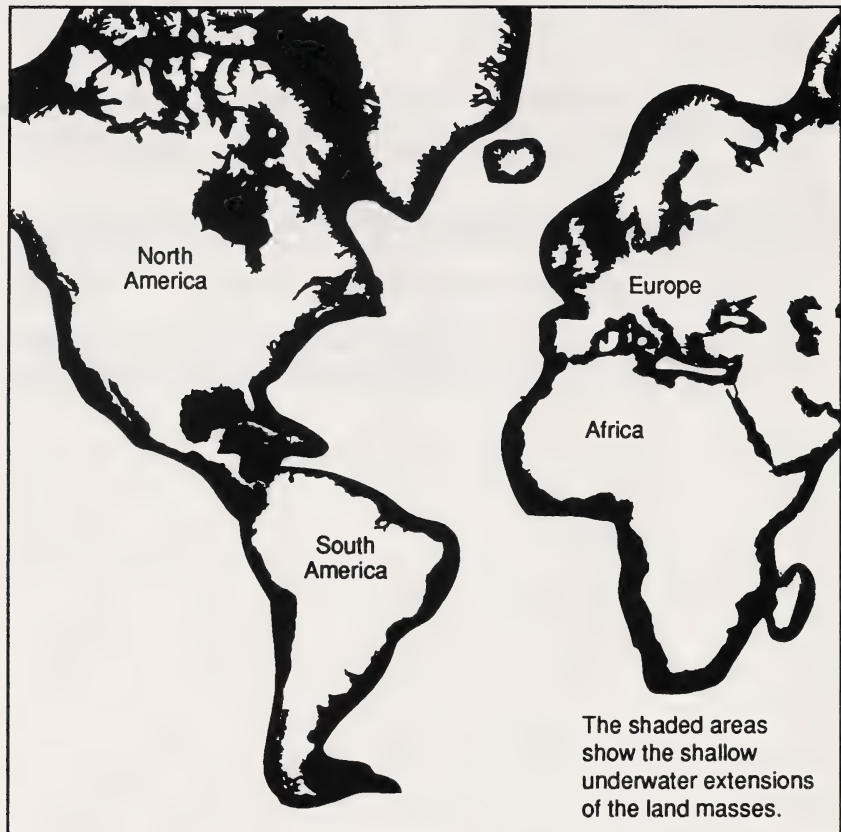 North
America
Europe
Africa
South
America
The shaded areas
show the shallow
underwater extensions
of the land masses.